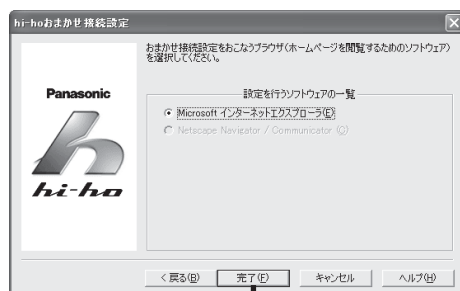 hi-hoおまかせ接続設定
おまかせ接続設定をおこなうブラウザ(ホームページを閲覧するためのソフトウェア)
を選択してください。
Panasonic
hi-ho
設定を行うソフトウェアの一覧
Microsoft インターネットエクスプローラ(E)
Netscape Navigator / Communicator (C)
< 戻る(B)
完了(F)
キャンセル
ヘルプ(H)